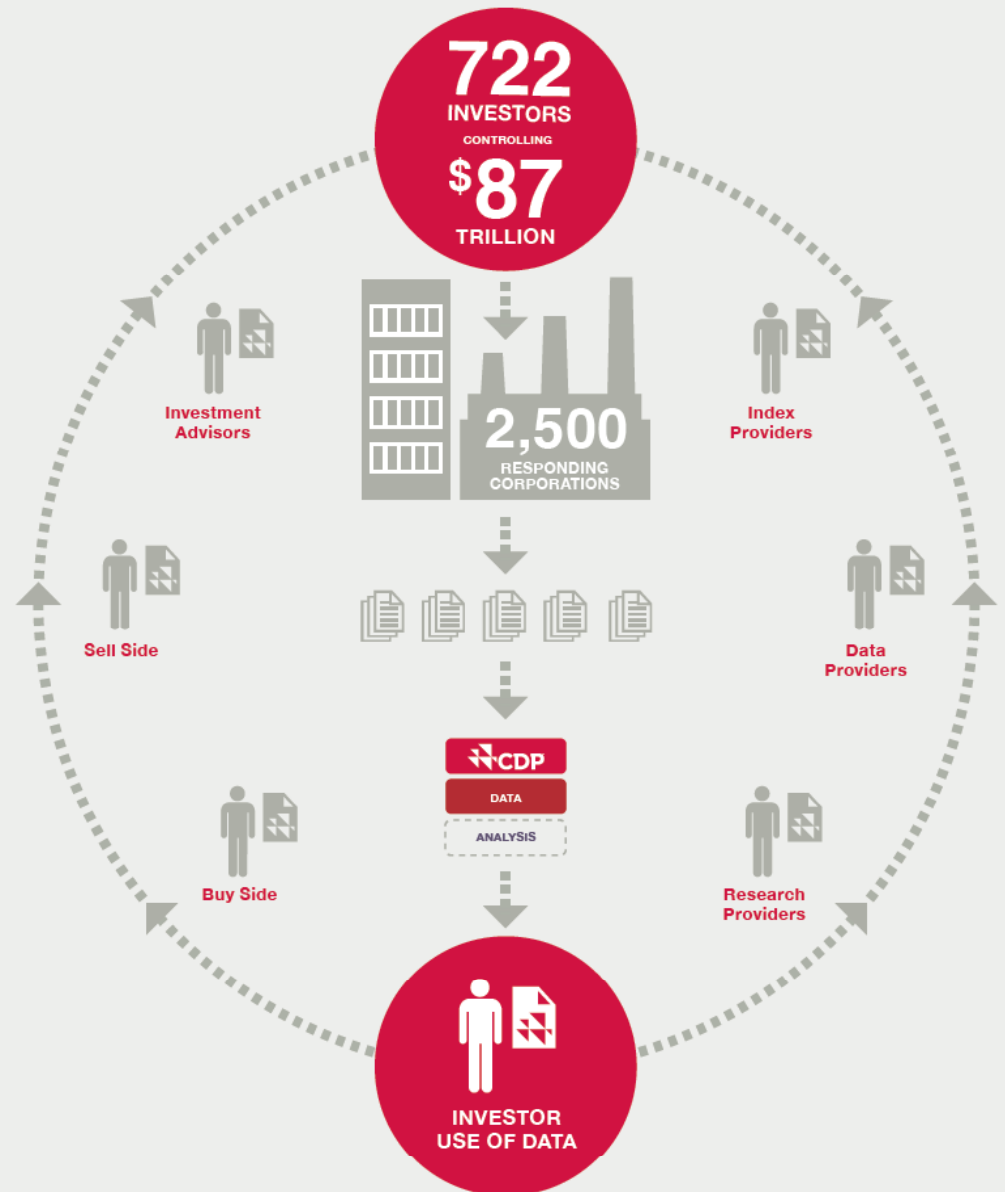 722
INVESTORS
CONTROLLING
$87
TRILLION
Investment
Advisors
Index
Providers
2,500
RESPONDING
CORPORATIONS
Sell Side
Data
Providers
CDP
DATA
ANALYSIS
Buy Side
Research
Providers
INVESTOR
USE OF DATA